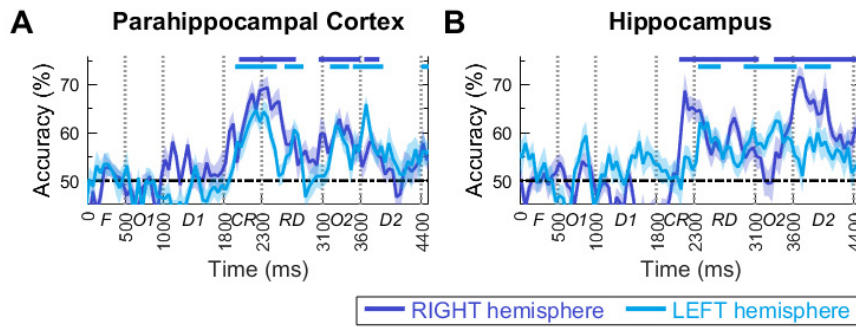 A Parahippocampal Cortex
B Hippocampus
Accuracy (%)
70
60
50
0 F 500 O1 1000 D1 1800 CR 2300 RD 3100 O2 3600 D2 4400
Time (ms)
Accuracy (%)
70
60
50
0 F 500 O1 1000 D1 1800 CR 2300 RD 3100 O2 3600 D2 4400
Time (ms)
RIGHT hemisphere LEFT hemisphere